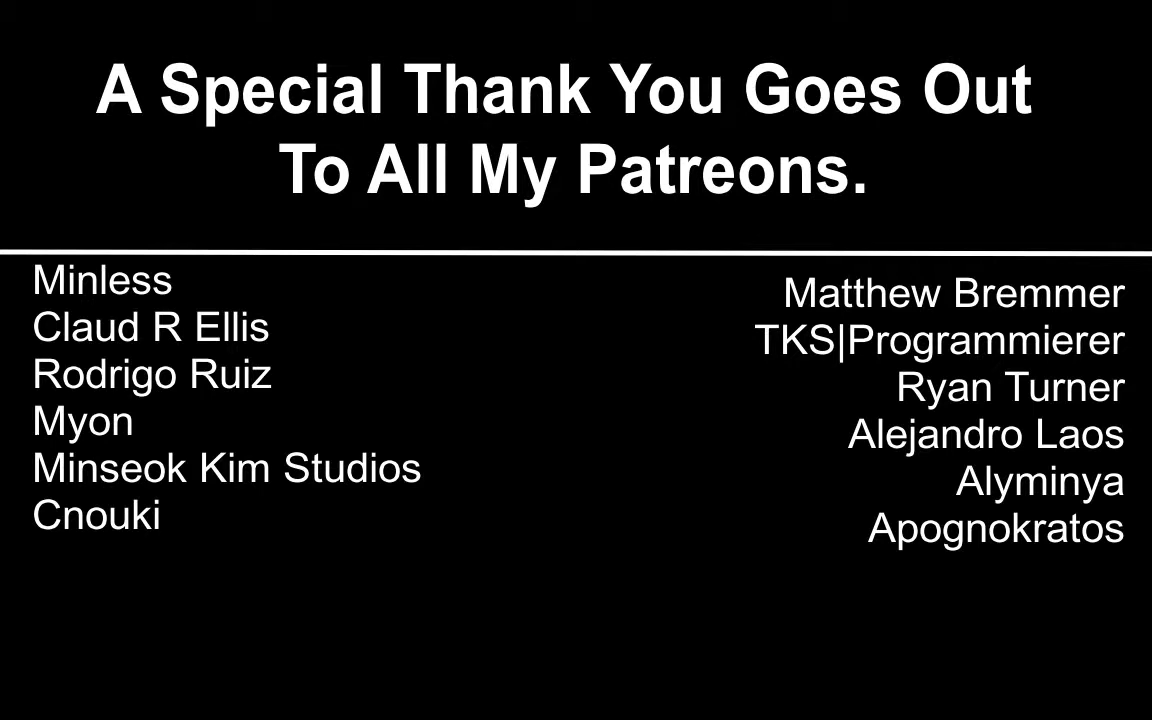 A Special Thank You Goes Out
To All My Patreons.
Minless
Claud R Ellis
Rodrigo Ruiz
Myon
Minseok Kim Studios
Cnouki
Matthew Bremmer
TKS|Programmierer
Ryan Turner
Alejandro Laos
Alyminya
Apognokratos